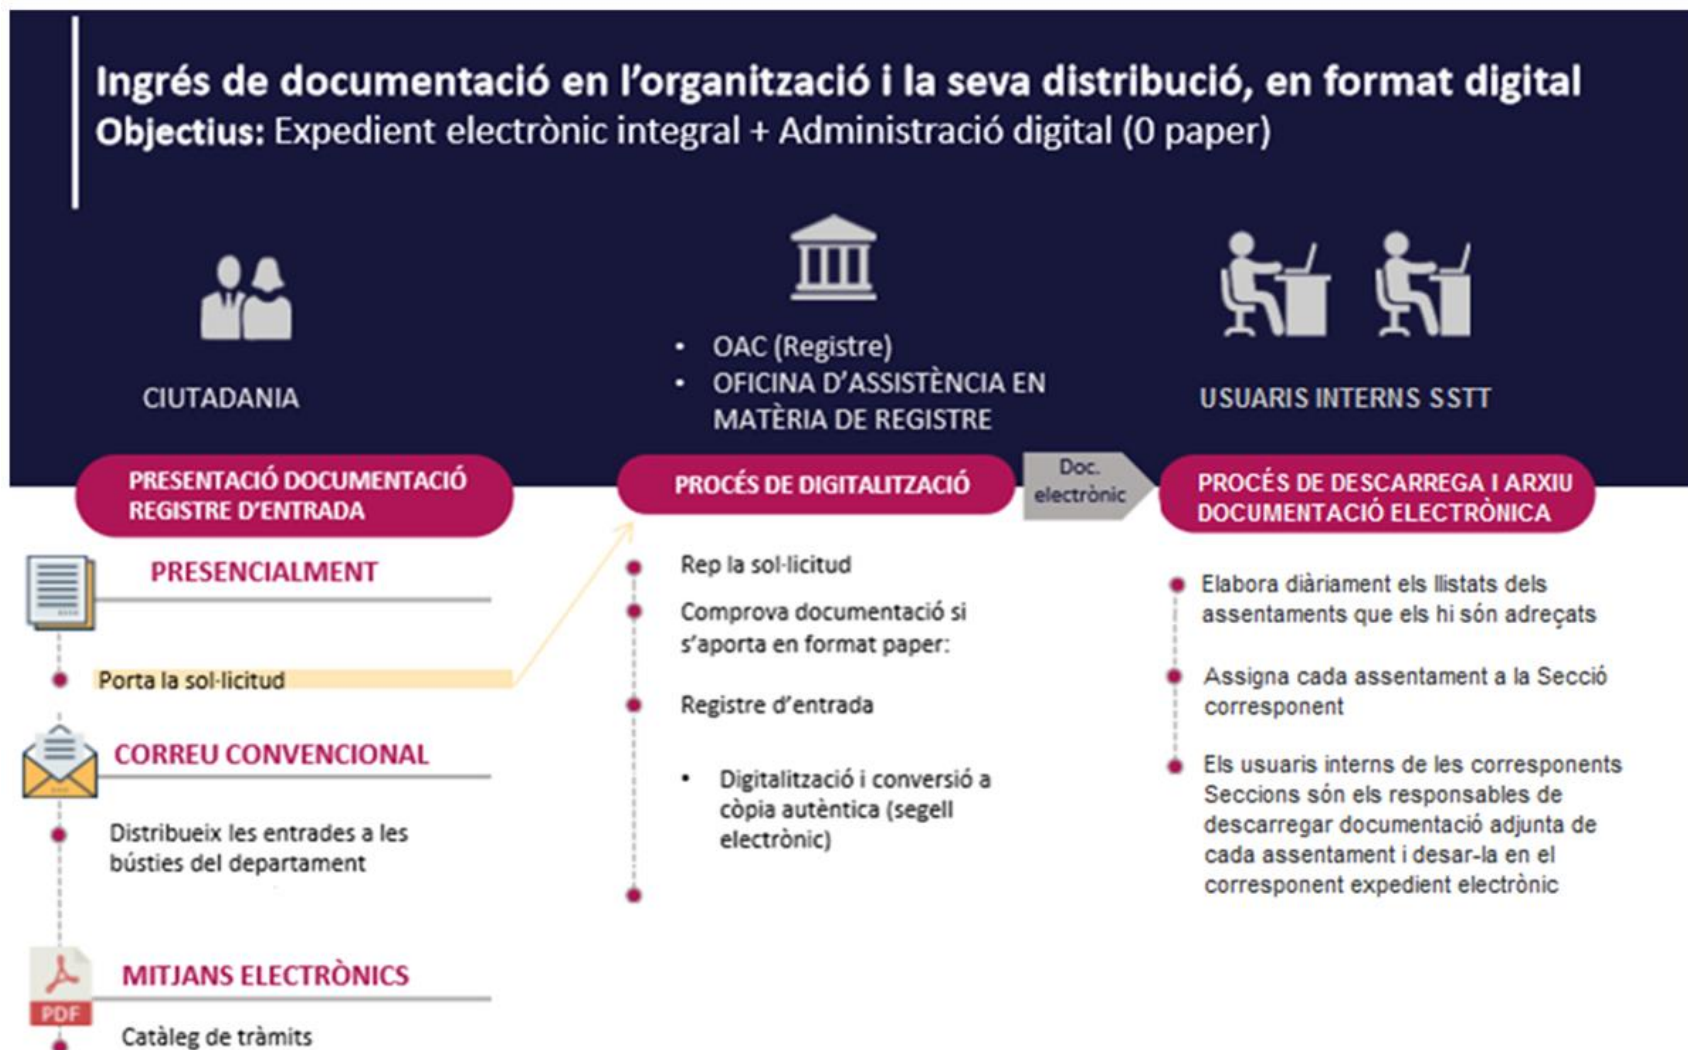 Ingrés de documentació en l'organització i la seva distribució, en format digital
Objectius: Expedient electrònic integral + Administració digital (0 paper)
CIUTADANIA
• OAC (Registre)
• OFICINA D'ASSISTÈNCIA EN
MATÈRIA DE REGISTRE
USUARIS INTERNS SSTT
PRESENTACIÓ DOCUMENTACIÓ
REGISTRE D'ENTRADA
PRESENCIALMENT
Porta la sol·licitud
CORREU CONVENCIONAL
Distribueix les entrades a les
bústies del departament
PDF
MITJANS ELECTRÒNICS
Catàleg de tràmits
PROCÉS DE DIGITALITZACIÓ
Rep la sol·licitud
Comprova documentació si
s'aporta en format paper:
Registre d'entrada
• Digitalització i conversió a
còpia autèntica (segell
electrònic)
Doc.
electrònic
PROCÉS DE DESCARREGA I ARXIU
DOCUMENTACIÓ ELECTRÒNICA
Elabora diàriament els llistats dels
assentaments que els hi són adreçats
Assigna cada assentament a la Secció
corresponent
Els usuaris interns de les corresponents
Seccions són els responsables de
descarregar documentació adjunta de
cada assentament i desar-la en el
corresponent expedient electrònic